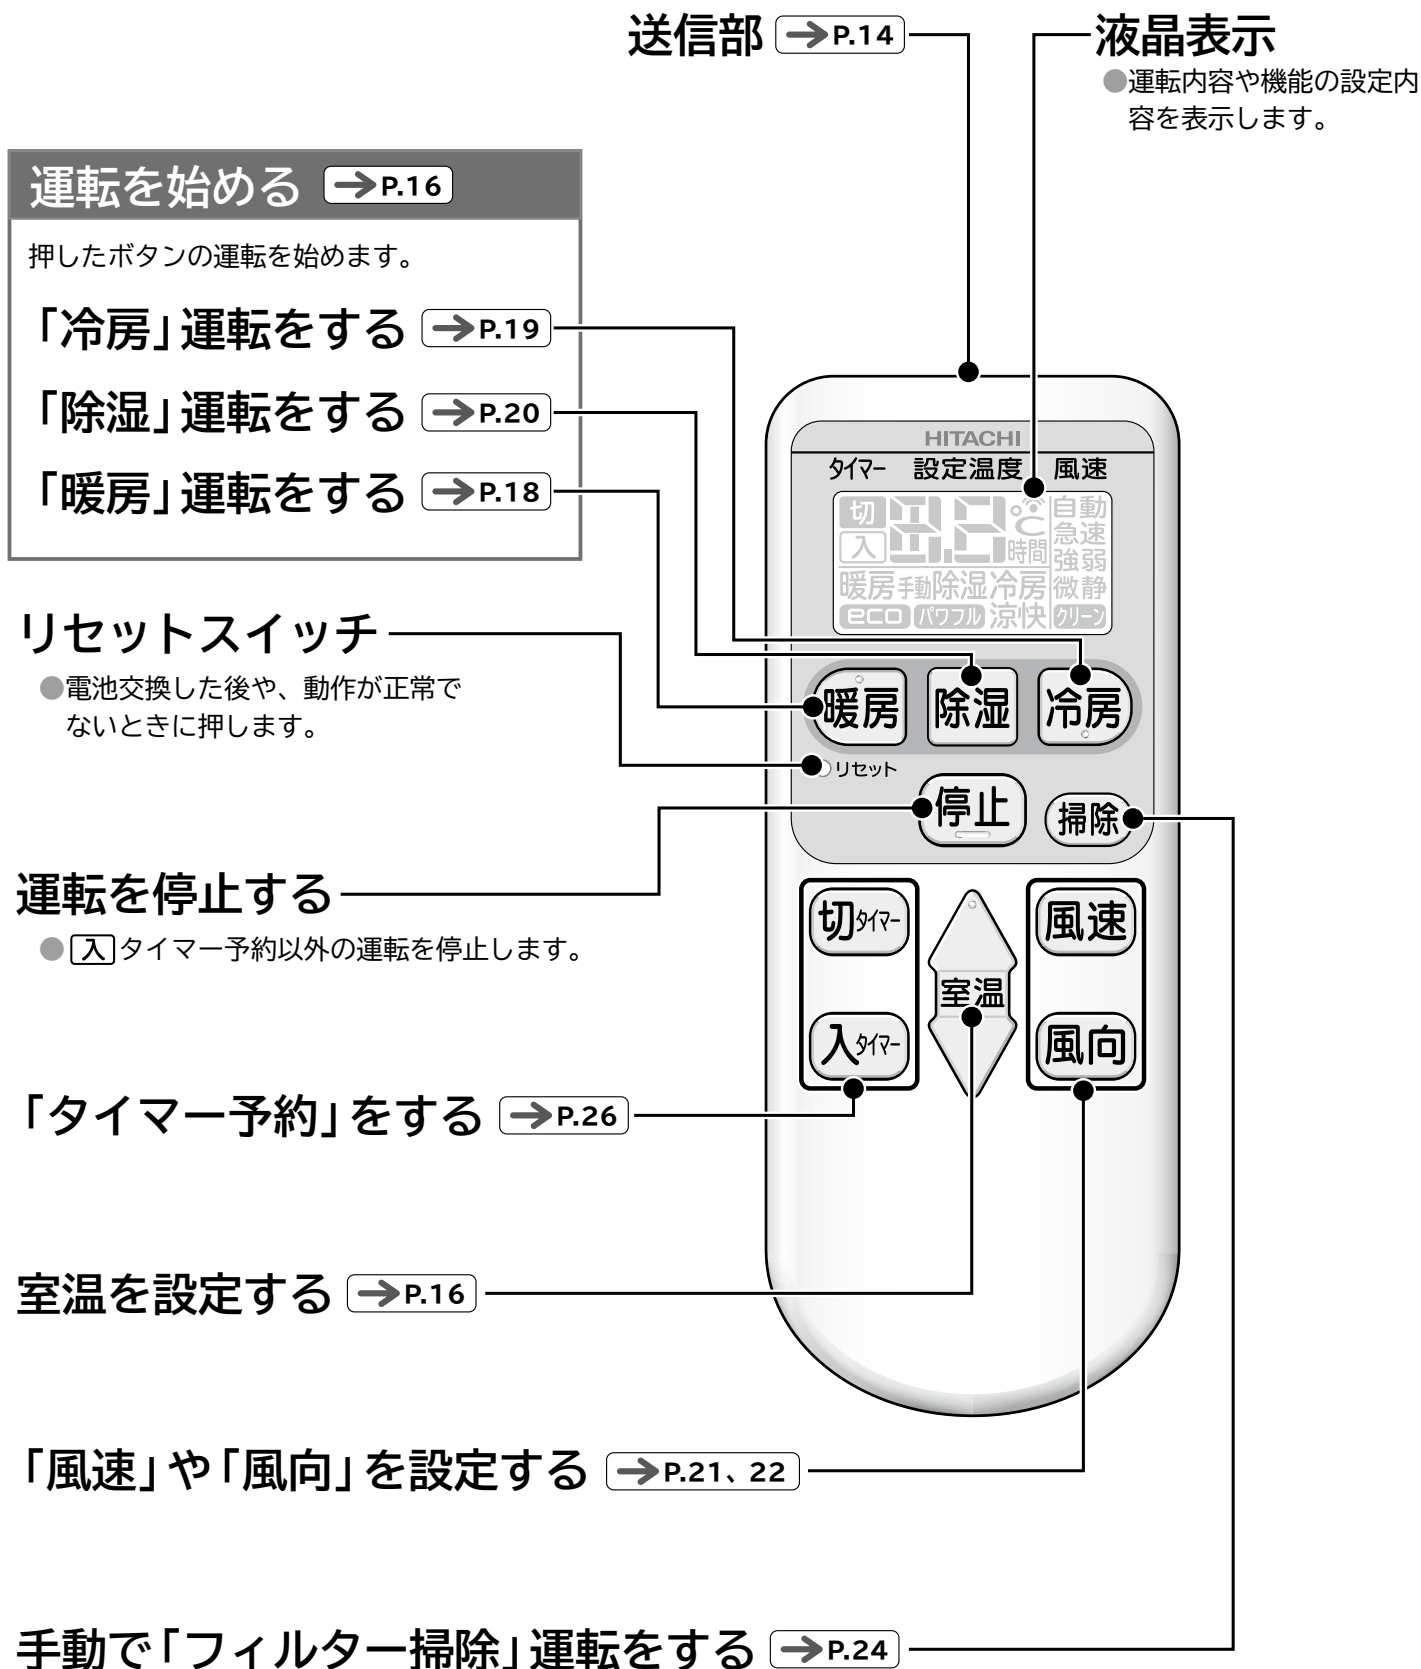 送信部 →P.14
液晶表示
●運転内容や機能の設定内
容を表示します。
運転を始める →P.16
押したボタンの運転を始めます。
「冷房」運転をする →P.19
「除湿」運転をする →P.20
「暖房」運転をする →P.18
リセットスイッチ
●電池交換した後や、動作が正常で
ないときに押します。
運転を停止する
●入タイマー予約以外の運転を停止します。
「タイマー予約」をする →P.26
室温を設定する →P.16
「風速」や「風向」を設定する →P.21、22
手動で「フィルター掃除」運転をする →P.24
HITACHI
タイマー 設定温度 風速
切 8.8 ℃ 自動
急速
入 時間 強弱
暖房 手動除湿 冷房 微 静
eco パワフル 涼快 クリーン
暖房 除湿 冷房
リセット
停止 掃除
切タイマー 風速
室温
入タイマー 風向